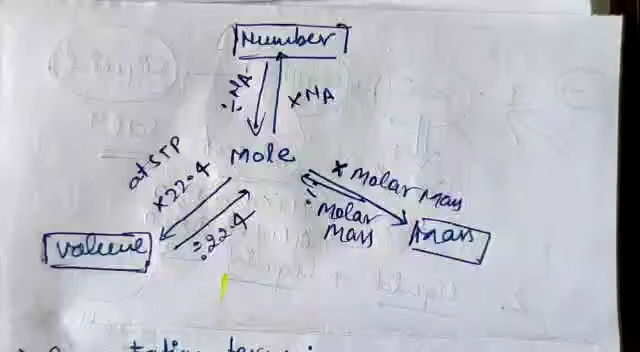 Number
÷NA
×NA
Mole
at STP
×22.4
÷22.4
× Molar Mass
÷ Molar
Mass
Volume
Mass